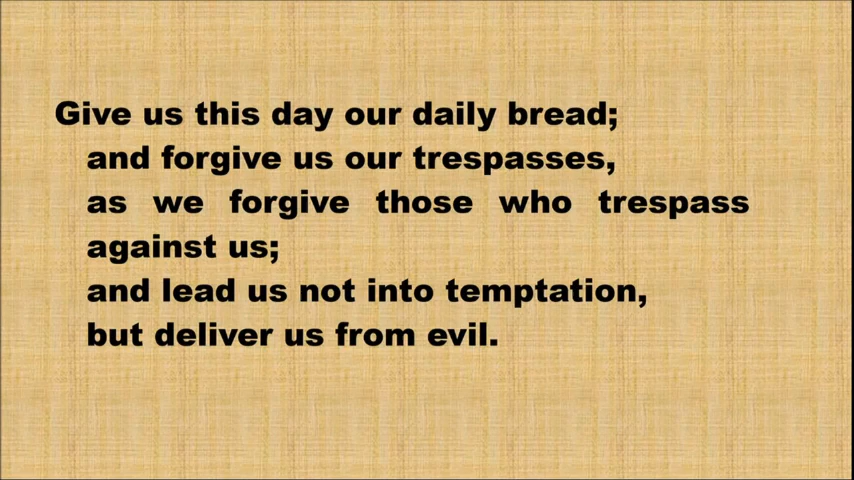 Give us this day our daily bread;
and forgive us our trespasses,
as we forgive those who trespass
against us;
and lead us not into temptation,
but deliver us from evil.